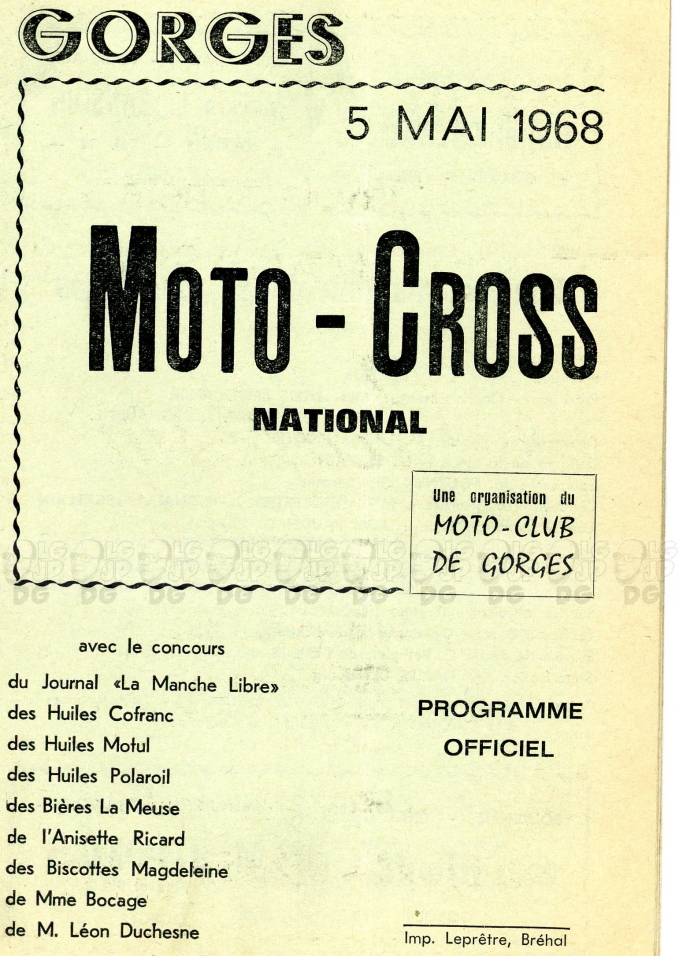 GORGES
5 MAI 1968
MOTO - CROSS
NATIONAL
Une organisation du
MOTO-CLUB
DE GORGES
avec le concours
du Journal «La Manche Libre»
des Huiles Cofranc
des Huiles Motul
des Huiles Polaroil
des Bières La Meuse
de l'Anisette Ricard
des Biscottes Magdeleine
de Mme Bocage
de M. Léon Duchesne
PROGRAMME
OFFICIEL
Imp. Leprêtre, Bréhal